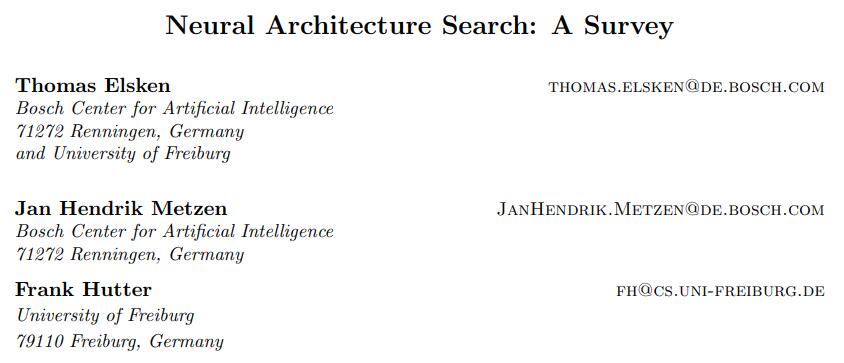 Neural Architecture Search: A Survey
Thomas Elsken thomas.elsken@de.bosch.com
Bosch Center for Artificial Intelligence
71272 Renningen, Germany
and University of Freiburg
Jan Hendrik Metzen JanHendrik.Metzen@de.bosch.com
Bosch Center for Artificial Intelligence
71272 Renningen, Germany
Frank Hutter fh@cs.uni-freiburg.de
University of Freiburg
79110 Freiburg, Germany